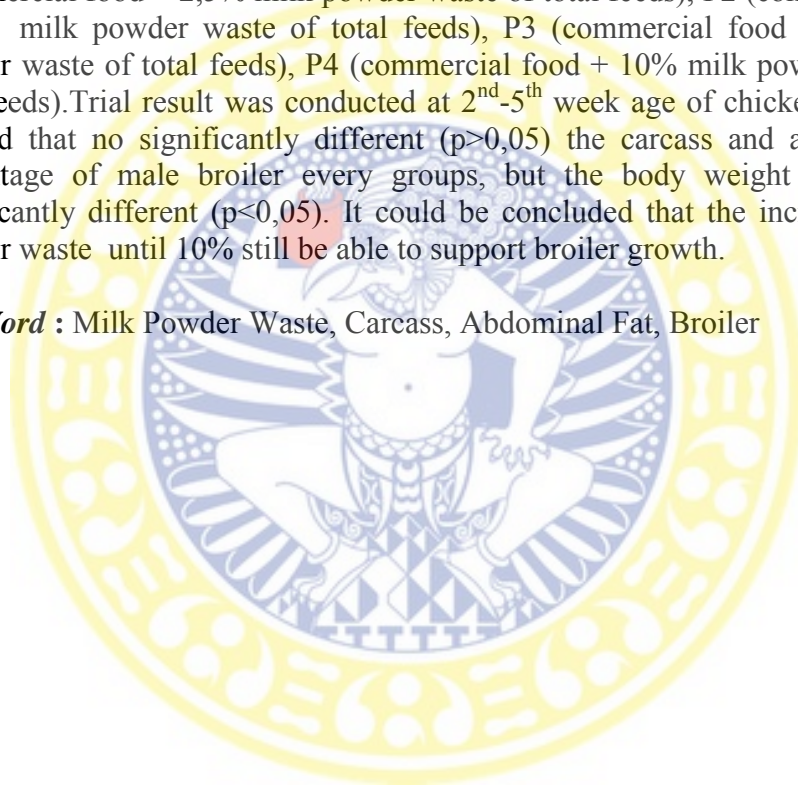 ercial food + 2,5% milk powder waste of total feeds), P2 (con
milk powder waste of total feeds), P3 (commercial food
r waste of total feeds), P4 (commercial food + 10% milk pow
eeds).Trial result was conducted at 2nd-5th week age of chicke
d that no significantly different (p>0,05) the carcass and a
tage of male broiler every groups, but the body weight
cantly different (p<0,05). It could be concluded that the inc
r waste until 10% still be able to support broiler growth.
ord : Milk Powder Waste, Carcass, Abdominal Fat, Broiler